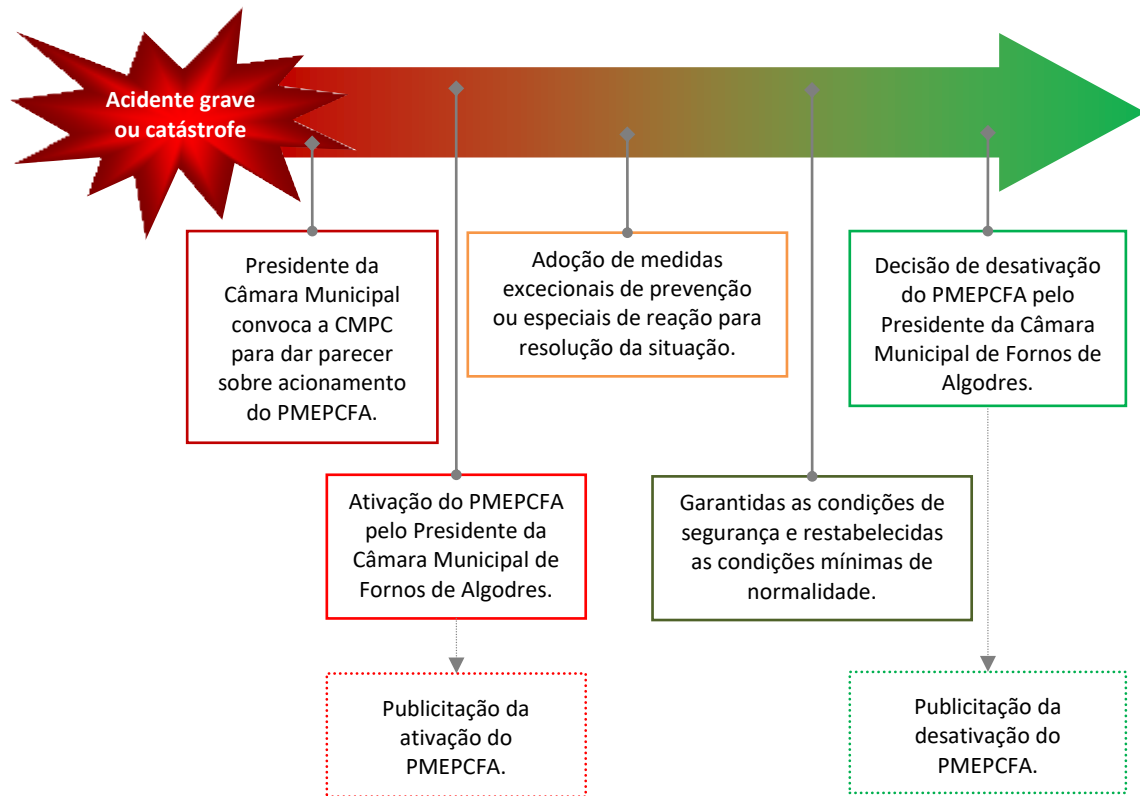 Acidente grave
ou catástrofe
Presidente da
Câmara Municipal
convoca a CMPC
para dar parecer
sobre acionamento
do PMEPCFA.
Adoção de medidas
excecionais de prevenção
ou especiais de reação para
resolução da situação.
Decisão de desativação
do PMEPCFA pelo
Presidente da Câmara
Municipal de Fornos de
Algodres.
Ativação do PMEPCFA
pelo Presidente da
Câmara Municipal de
Fornos de Algodres.
Garantidas as condições de
segurança e restabelecidas
as condições mínimas de
normalidade.
Publicitação da
ativação do
PMEPCFA.
Publicitação da
desativação do
PMEPCFA.